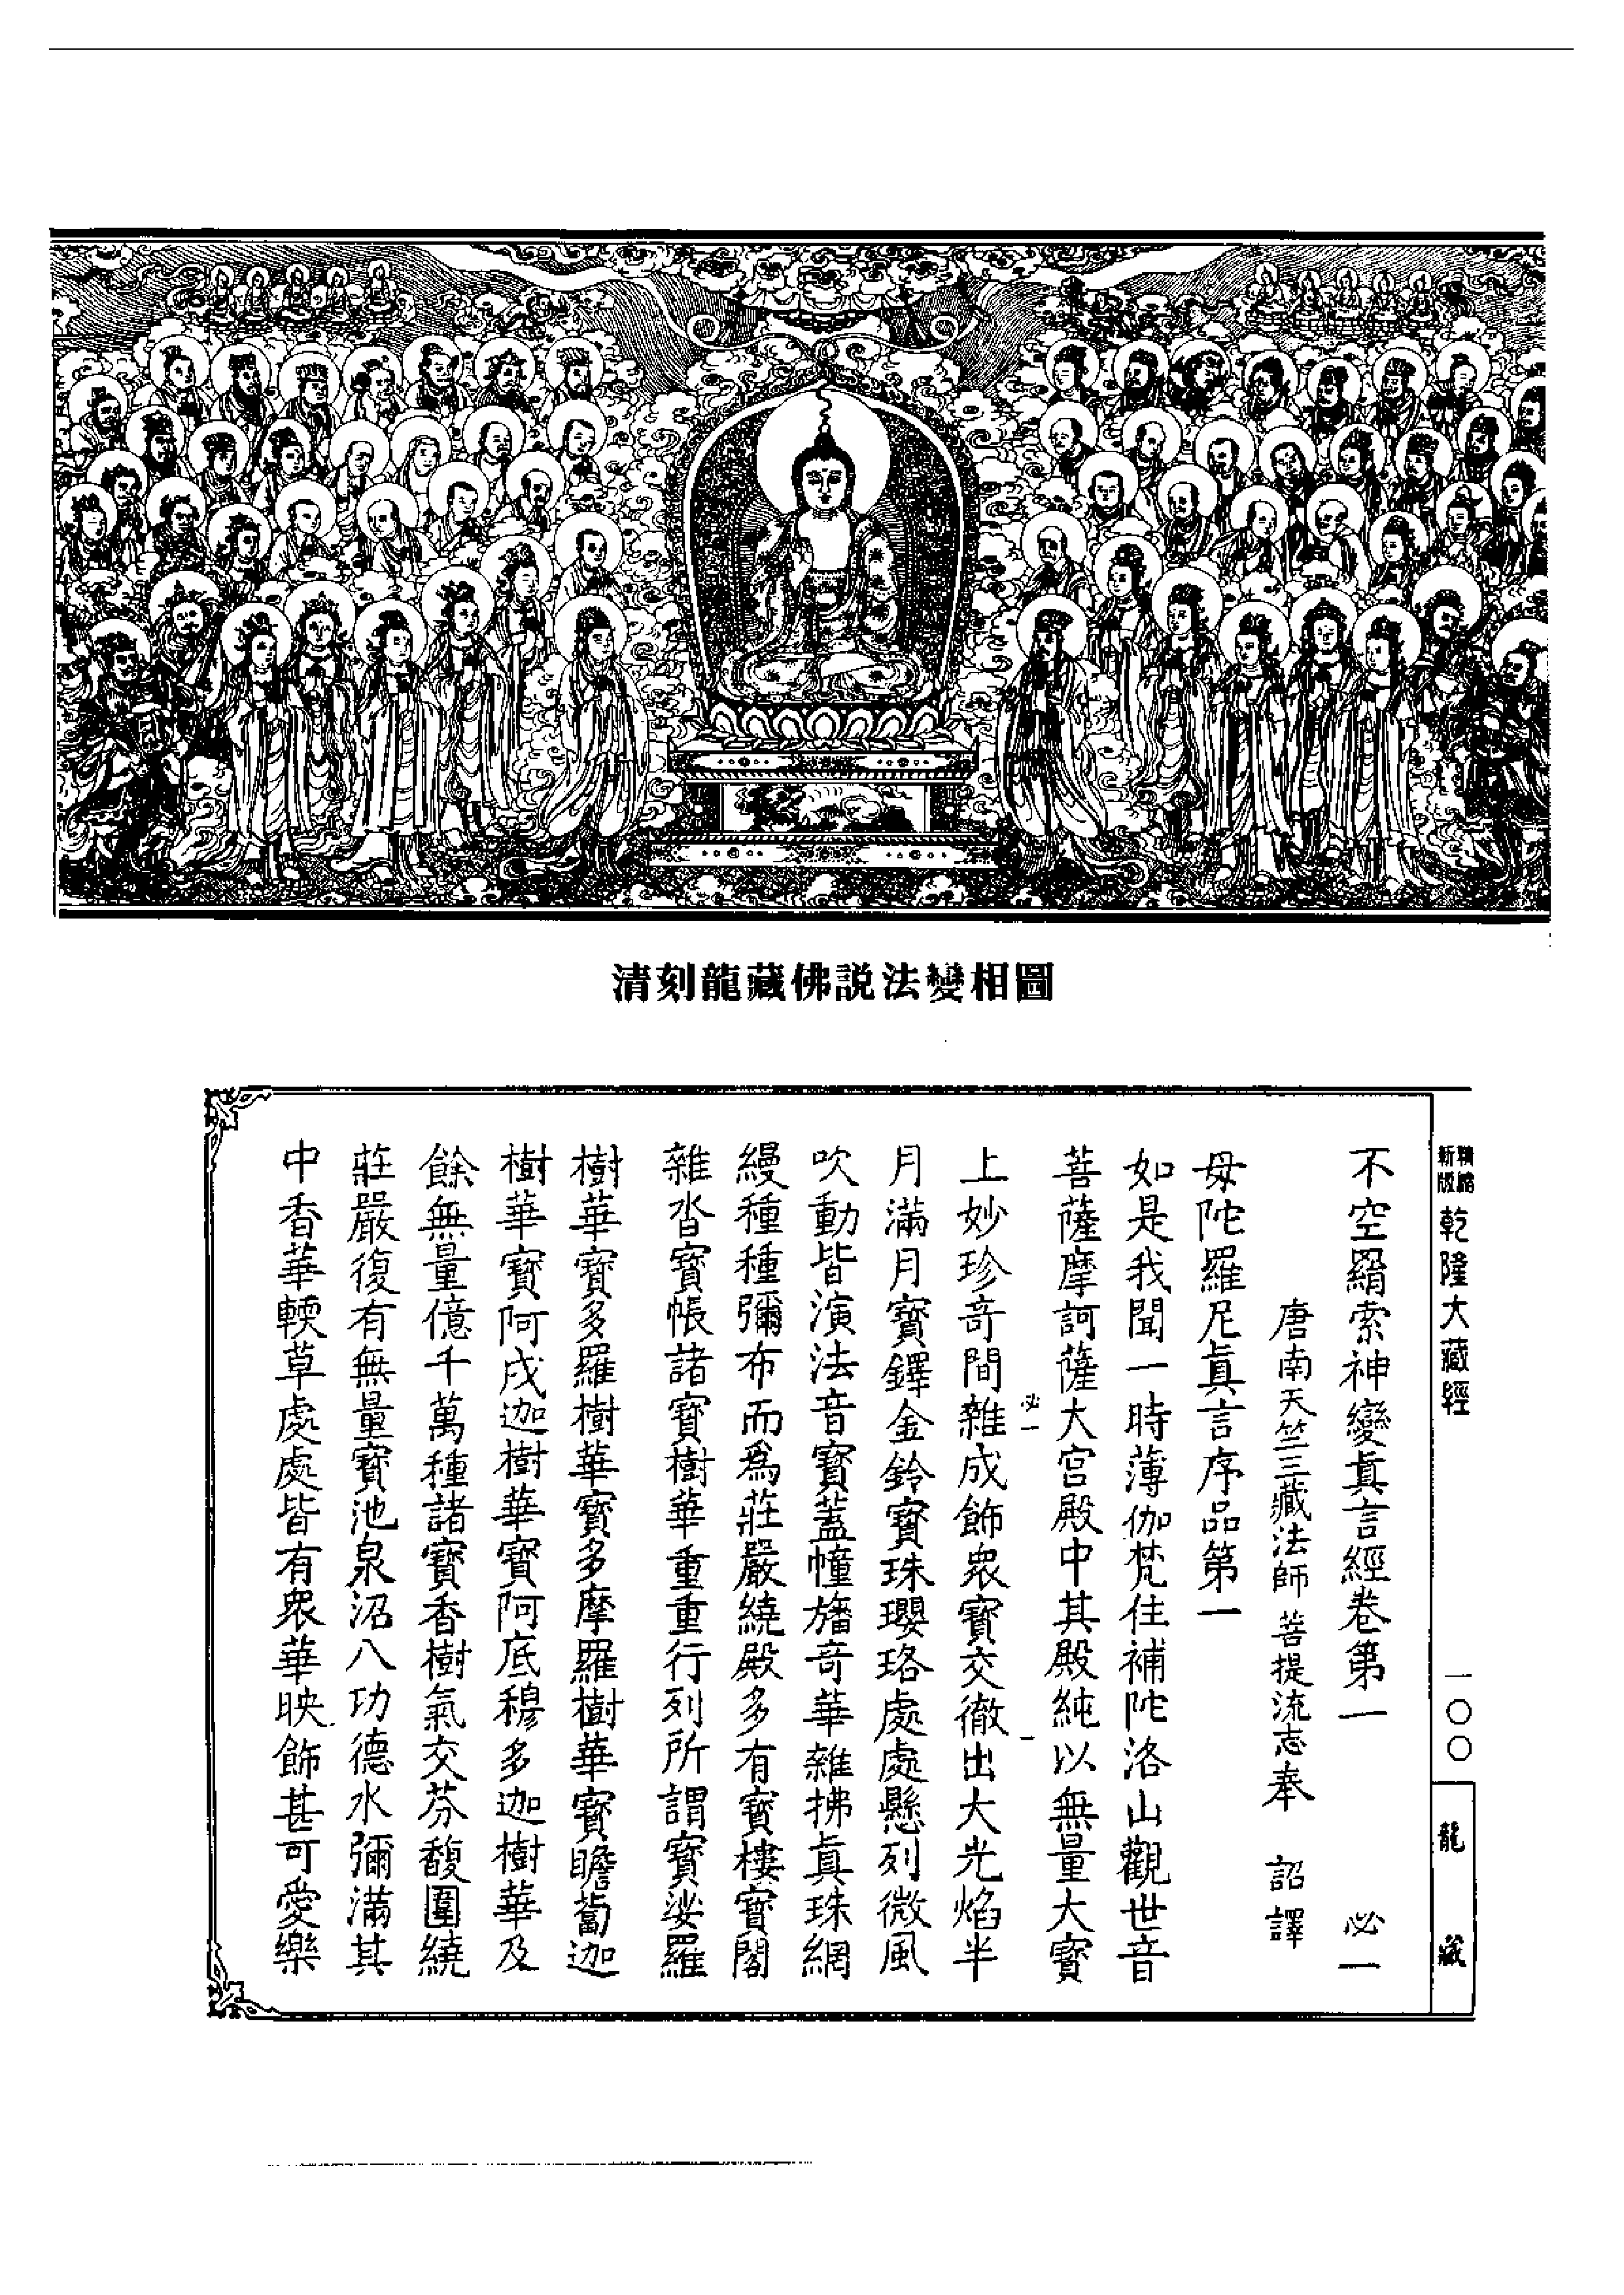 清刻龍藏佛説法變相圖
乾隆大藏經
新版
一〇〇
龍藏
不空羂索神變眞言經卷第一 必一
唐南天竺三藏法師菩提流志奉 詔譯
母陀羅尼眞言序品第一
如是我聞一時薄伽梵住補陀洛山觀世音
菩薩摩訶薩大宮殿中其殿純以無量大寶
必一 一
上妙珍奇間雜成飾衆寶交徹出大光焰半
月滿月寶鐸金鈴寶珠瓔珞處處懸列微風
吹動皆演法音寶蓋幢旛奇華雜拂眞珠網
縵種種彌布而爲莊嚴繞殿多有寶樓寶閣
雜沓寶帳諸寶樹華重重行列所謂寶娑羅
樹華寶多羅樹華寶多摩羅樹華寶瞻蔔迦
樹華寶阿戍迦樹華寶阿底穆多迦樹華及
餘無量億千萬種諸寶香樹氣交芬馥圍繞
莊嚴復有無量寶池泉沼八功德水彌滿其
中香華輭草處處皆有衆華映飾甚可愛樂